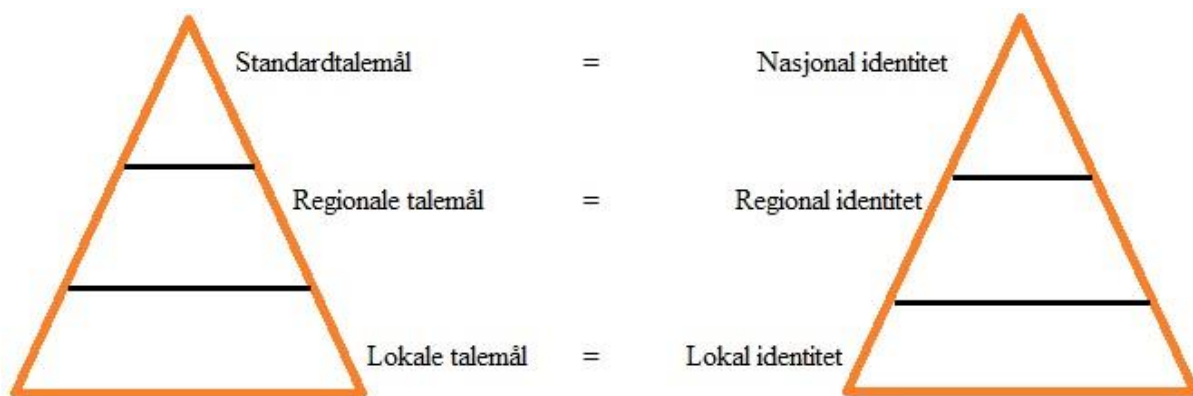 Standardtalemål = Nasjonal identitet
Regionale talemål = Regional identitet
Lokale talemål = Lokal identitet